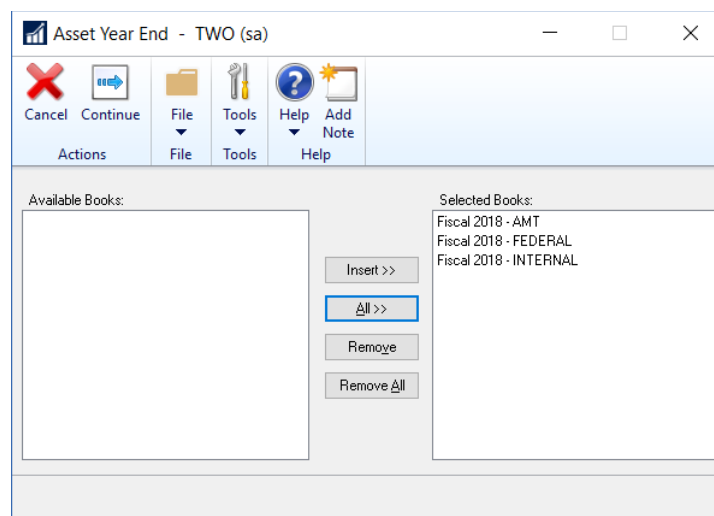 Asset Year End - TWO (sa)
Cancel Continue File Tools Help Add Note
Actions File Tools Help
Available Books:
Selected Books:
Fiscal 2018 - AMT
Fiscal 2018 - FEDERAL
Fiscal 2018 - INTERNAL
Insert >>
All >>
Remove
Remove All